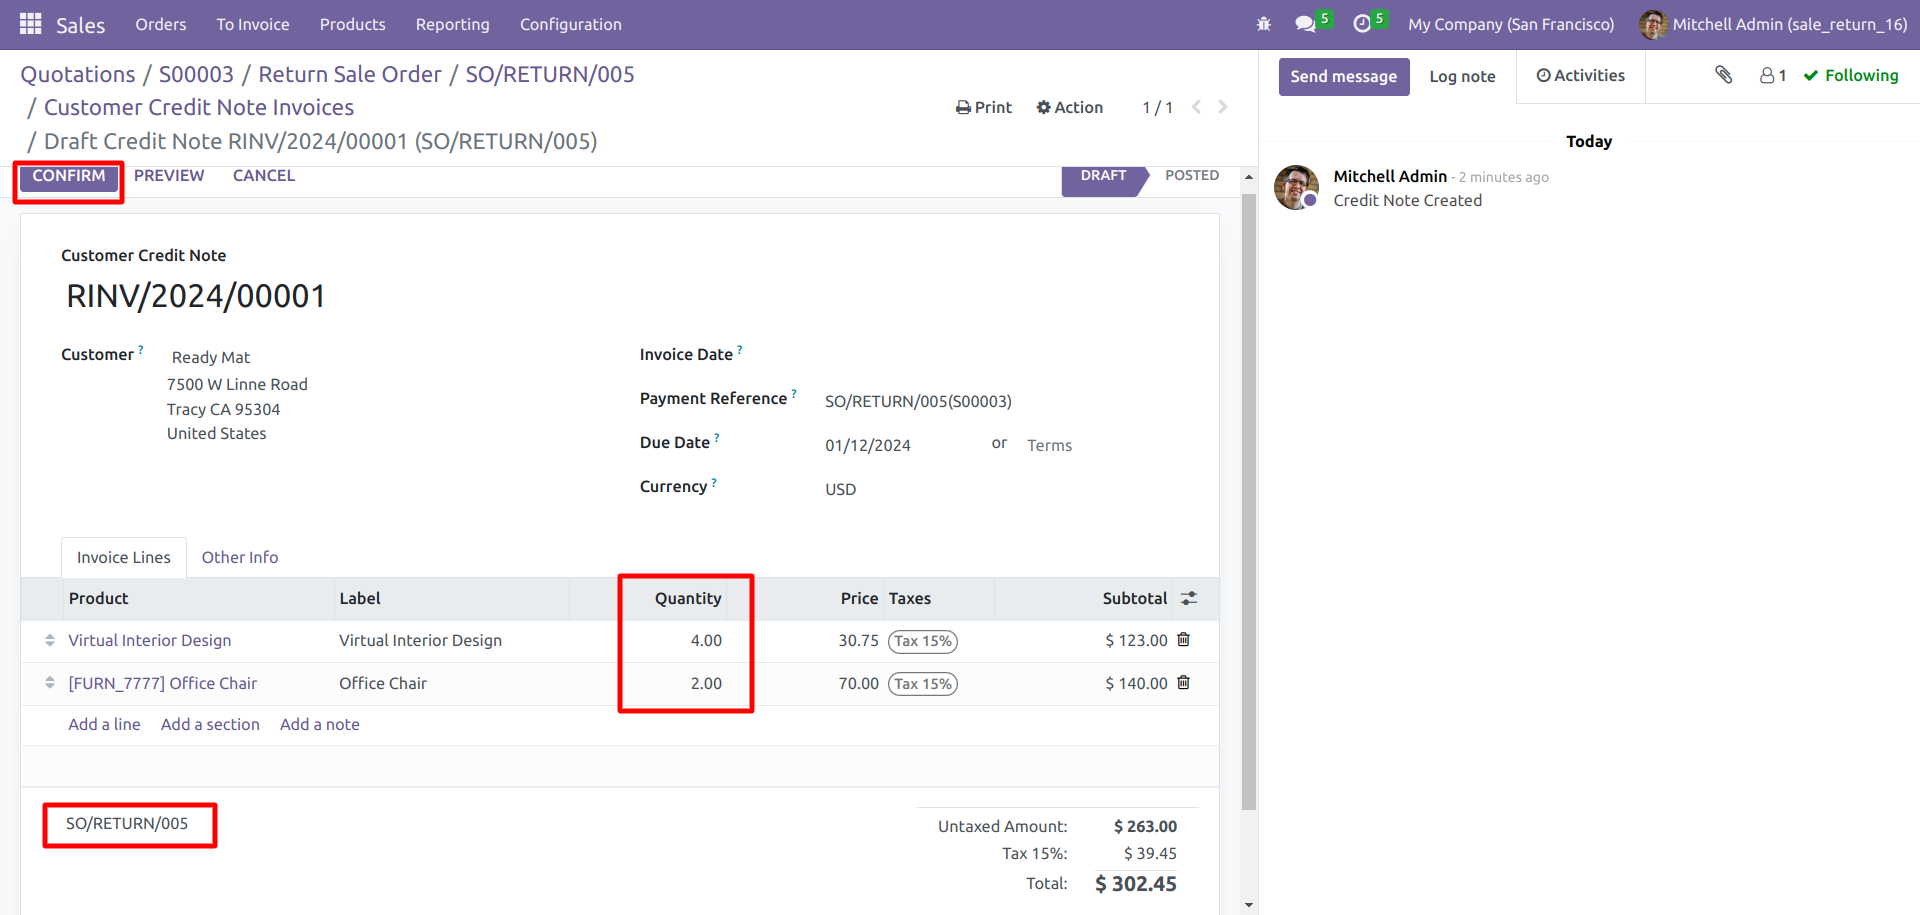 Sales Orders To Invoice Products Reporting Configuration 5 5 My Company (San Francisco) Mitchell Admin (sale_return_16)
Quotations / S00003 / Return Sale Order / SO/RETURN/005
/ Customer Credit Note Invoices
/ Draft Credit Note RINV/2024/00001 (SO/RETURN/005)
Print Action 1 / 1
Send message Log note Activities 1 Following
CONFIRM PREVIEW CANCEL DRAFT POSTED
Customer Credit Note
RINV/2024/00001
Customer ? Ready Mat
7500 W Linne Road
Tracy CA 95304
United States
Invoice Date ?
Payment Reference ? SO/RETURN/005(S00003)
Due Date ? 01/12/2024 or Terms
Currency ? USD
Invoice Lines Other Info
Product Label Quantity Price Taxes Subtotal
Virtual Interior Design Virtual Interior Design 4.00 30.75 Tax 15% $ 123.00
[FURN_7777] Office Chair Office Chair 2.00 70.00 Tax 15% $ 140.00
Add a line Add a section Add a note
SO/RETURN/005
Untaxed Amount: $ 263.00
Tax 15%: $ 39.45
Total: $ 302.45
Today
Mitchell Admin - 2 minutes ago
Credit Note Created